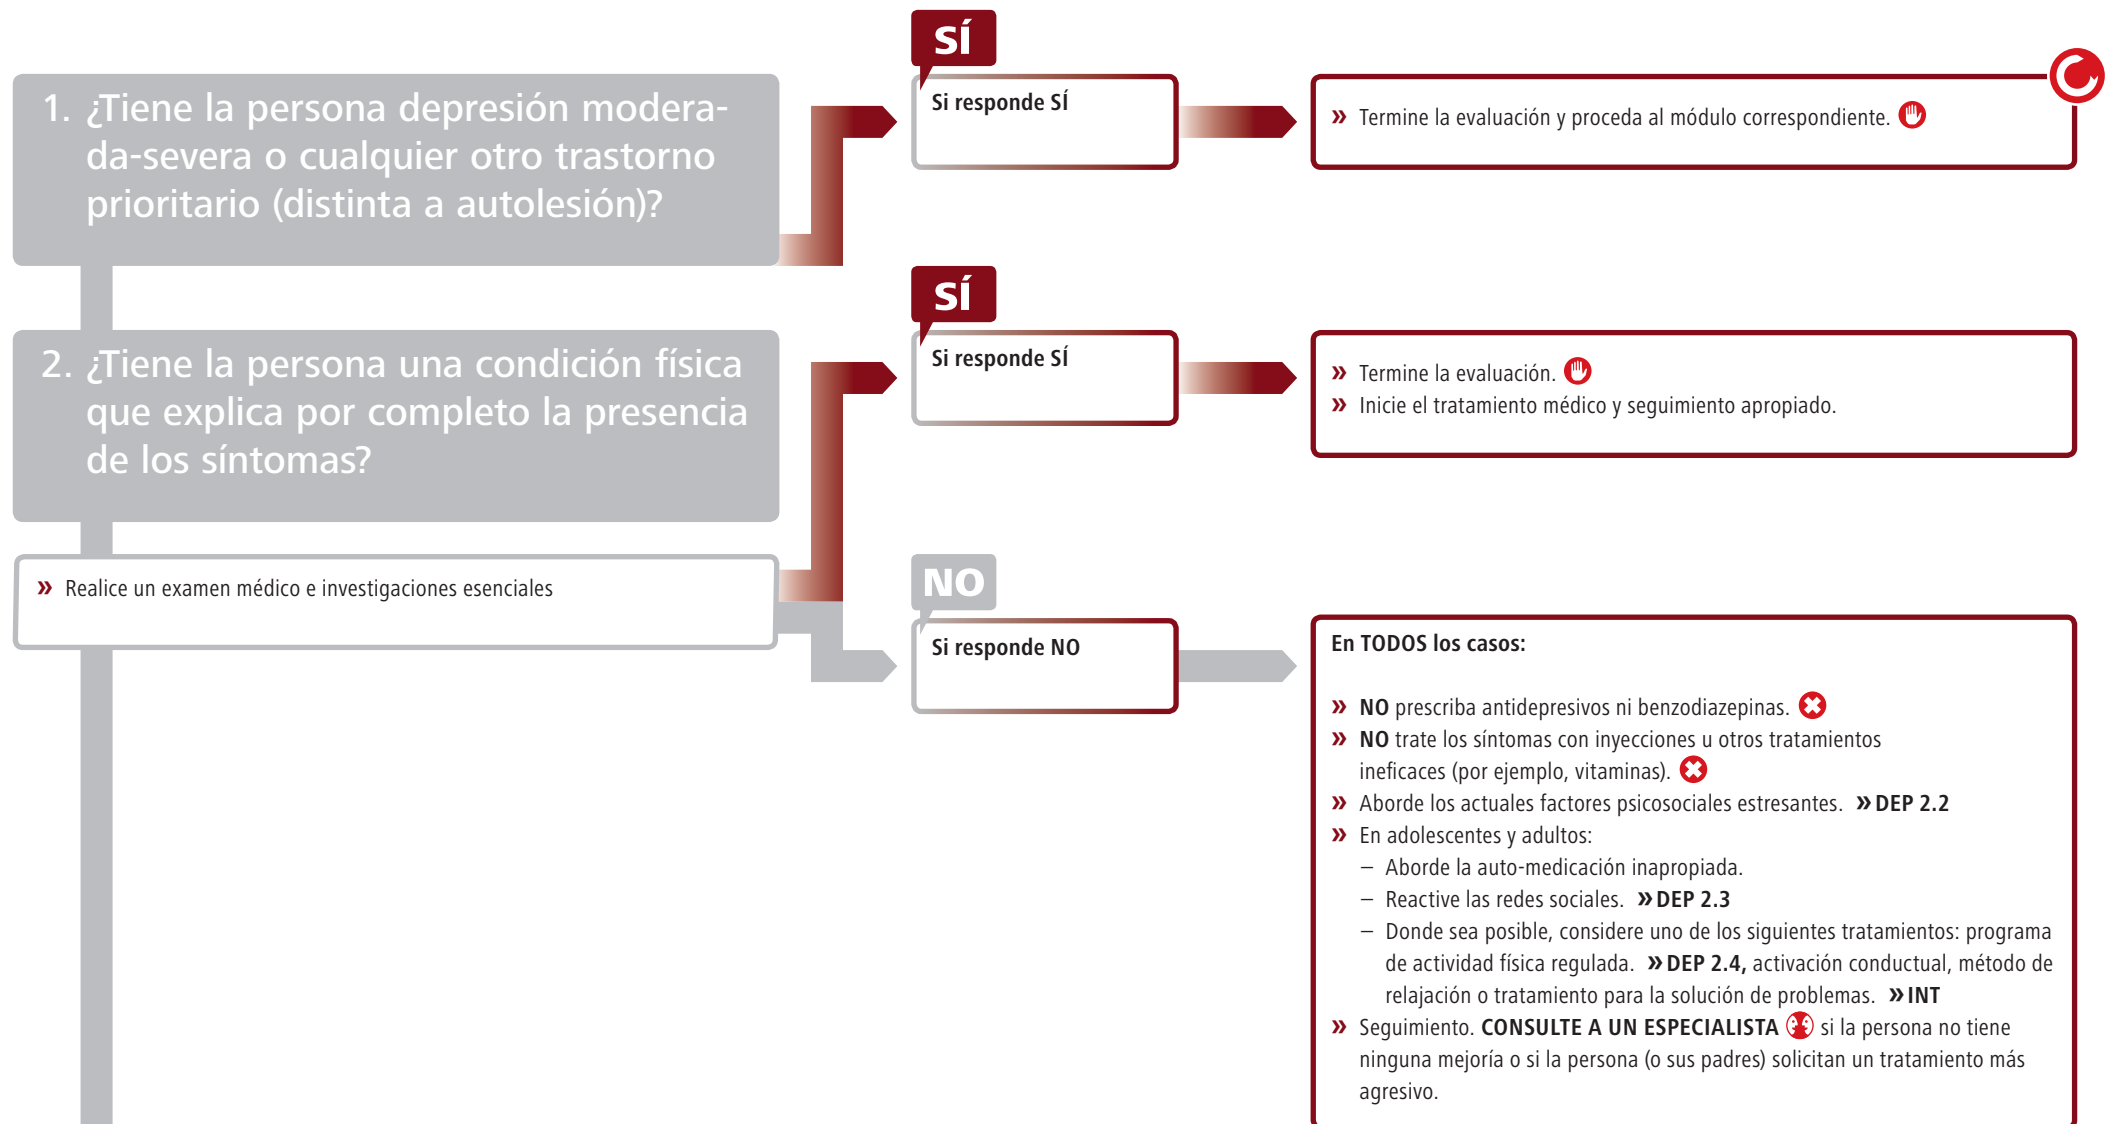 1. ¿Tiene la persona depresión modera-
da-severa o cualquier otro trastorno
prioritario (distinta a autolesión)?
SÍ
Si responde SÍ
» Termine la evaluación y proceda al módulo correspondiente.
2. ¿Tiene la persona una condición física
que explica por completo la presencia
de los síntomas?
» Realice un examen médico e investigaciones esenciales
SÍ
Si responde SÍ
» Termine la evaluación.
» Inicie el tratamiento médico y seguimiento apropiado.
NO
Si responde NO
En TODOS los casos:
» NO prescriba antidepresivos ni benzodiazepinas.
» NO trate los síntomas con inyecciones u otros tratamientos
ineficaces (por ejemplo, vitaminas).
» Aborde los actuales factores psicosociales estresantes. » DEP 2.2
» En adolescentes y adultos:
– Aborde la auto-medicación inapropiada.
– Reactive las redes sociales. » DEP 2.3
– Donde sea posible, considere uno de los siguientes tratamientos: programa
de actividad física regulada. » DEP 2.4, activación conductual, método de
relajación o tratamiento para la solución de problemas. » INT
» Seguimiento. CONSULTE A UN ESPECIALISTA si la persona no tiene
ninguna mejoría o si la persona (o sus padres) solicitan un tratamiento más
agresivo.